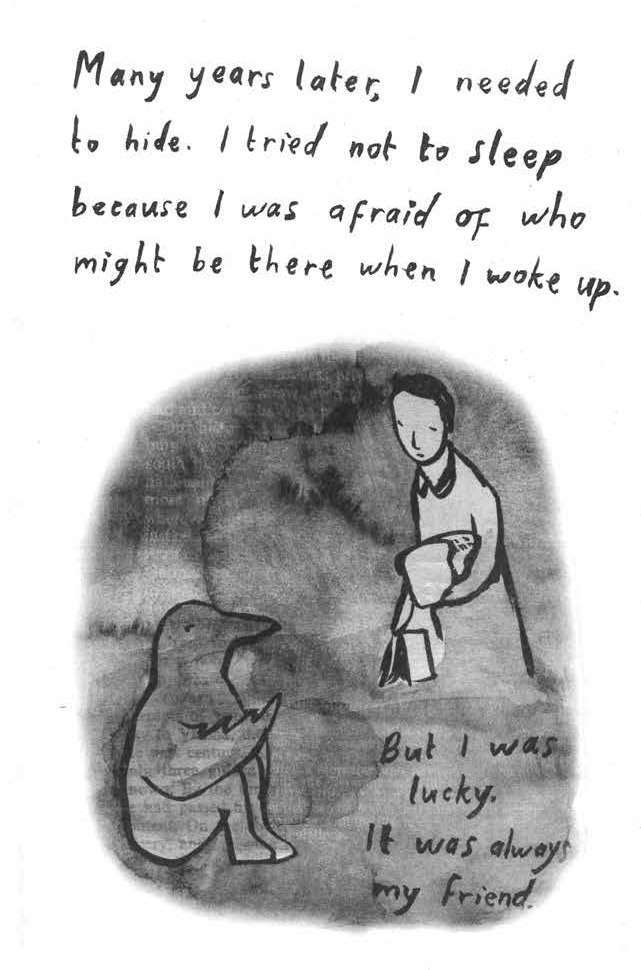 Many years later, I needed
to hide. I tried not to sleep
because I was afraid of who
might be there when I woke up.
But I was
lucky.
It was always
my friend.